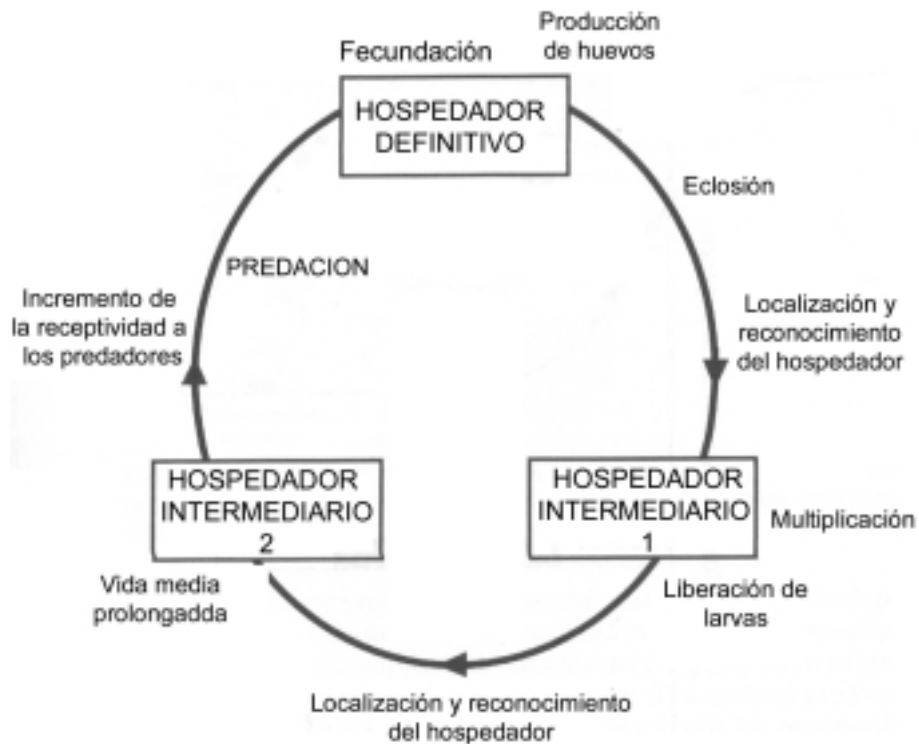 Fecundación
Producción
de huevos
HOSPEDADOR
DEFINITIVO
Eclosión
Localización y
reconocimiento
del hospedador
HOSPEDADOR
INTERMEDIARIO
1
Multiplicación
Liberación de
larvas
Localización y reconocimiento
del hospedador
HOSPEDADOR
INTERMEDIARIO
2
Vida media
prolongadda
Incremento de
la receptividad a
los predadores
PREDACION